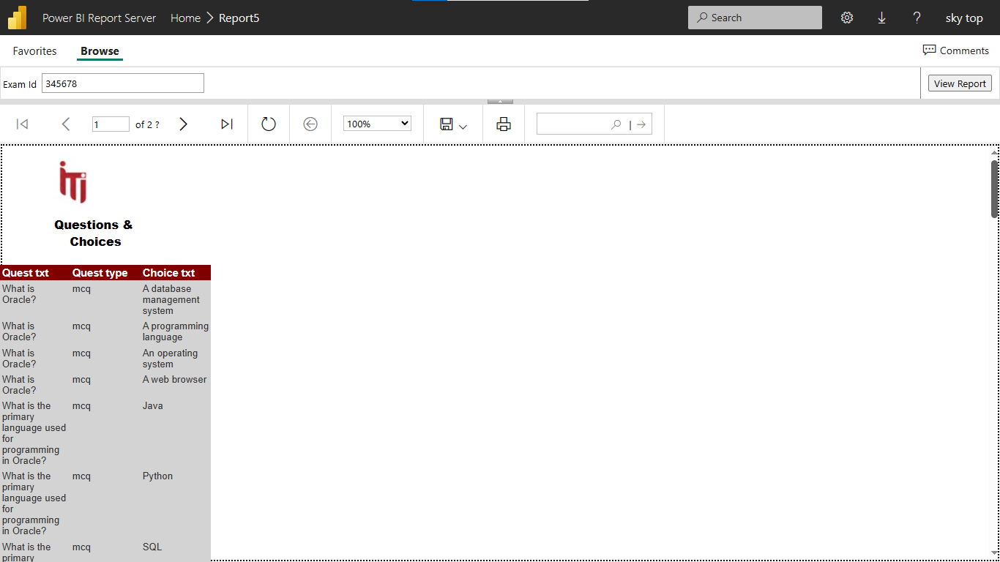 Power BI Report Server Home Report5 Search ? sky top
Favorites Browse Comments
Exam Id 345678 View Report
1 of 2 ? 100% |
iTi
Questions &
Choices
Quest txt Quest type Choice txt
What is mcq A database
Oracle? management
system
What is mcq A programming
Oracle? language
What is mcq An operating
Oracle? system
What is mcq A web browser
Oracle?
What is the mcq Java
primary
language used
for
programming
in Oracle?
What is the mcq Python
primary
language used
for
programming
in Oracle?
What is the mcq SQL
primary